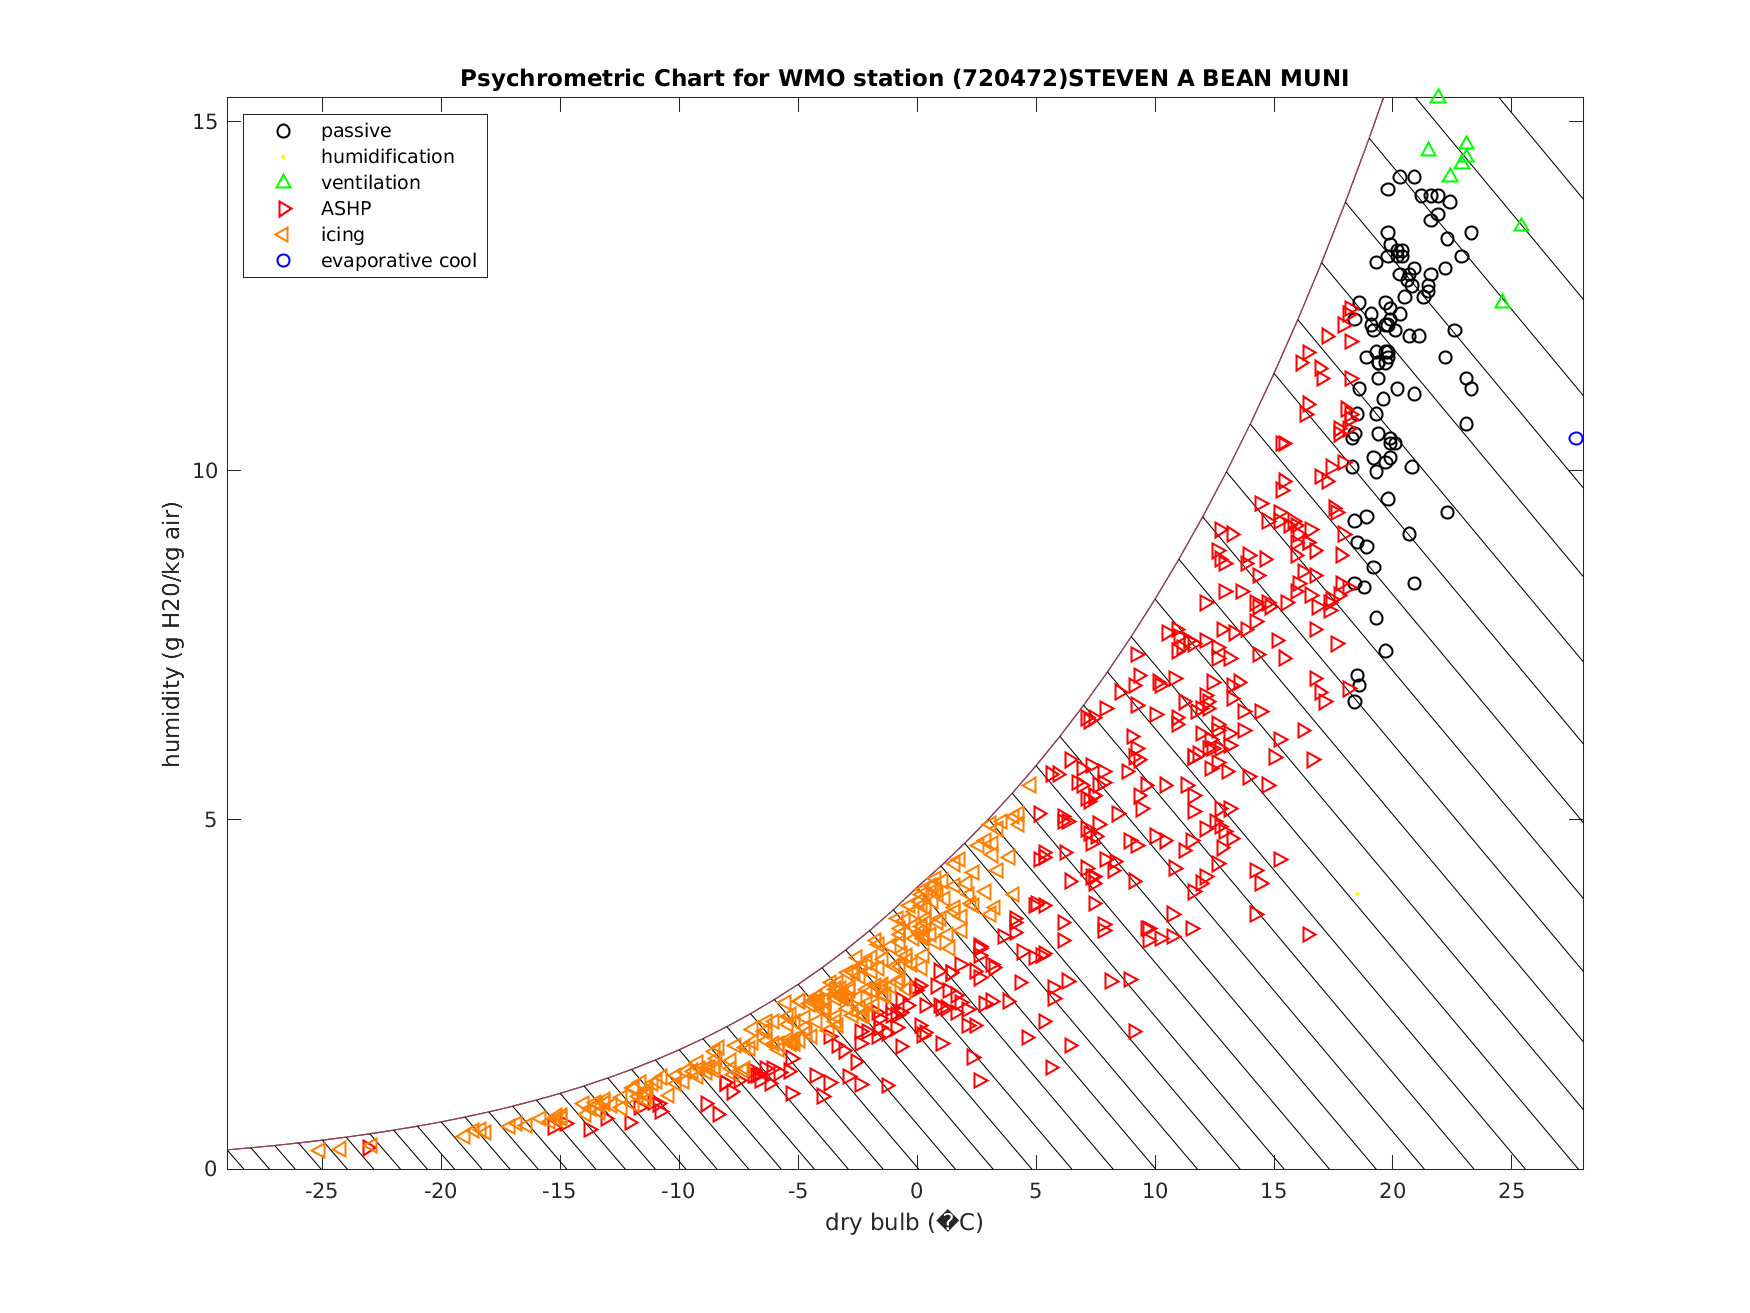 Psychrometric Chart for WMO station (720472)STEVEN A BEAN MUNI
passive
humidification
ventilation
ASHP
icing
evaporative cool
15
10
5
0
humidity (g H20/kg air)
-25 -20 -15 -10 -5 0 5 10 15 20 25
dry bulb (�C)